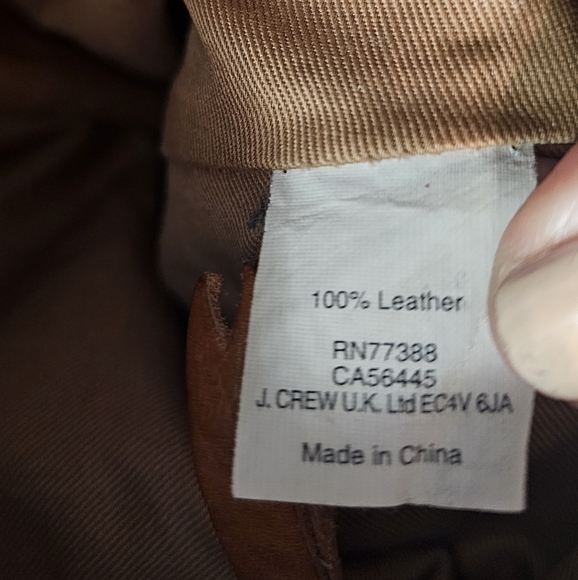 100% Leather
RN77388
CA56445
J. CREW U.K. Ltd EC4V 6JA
Made in China